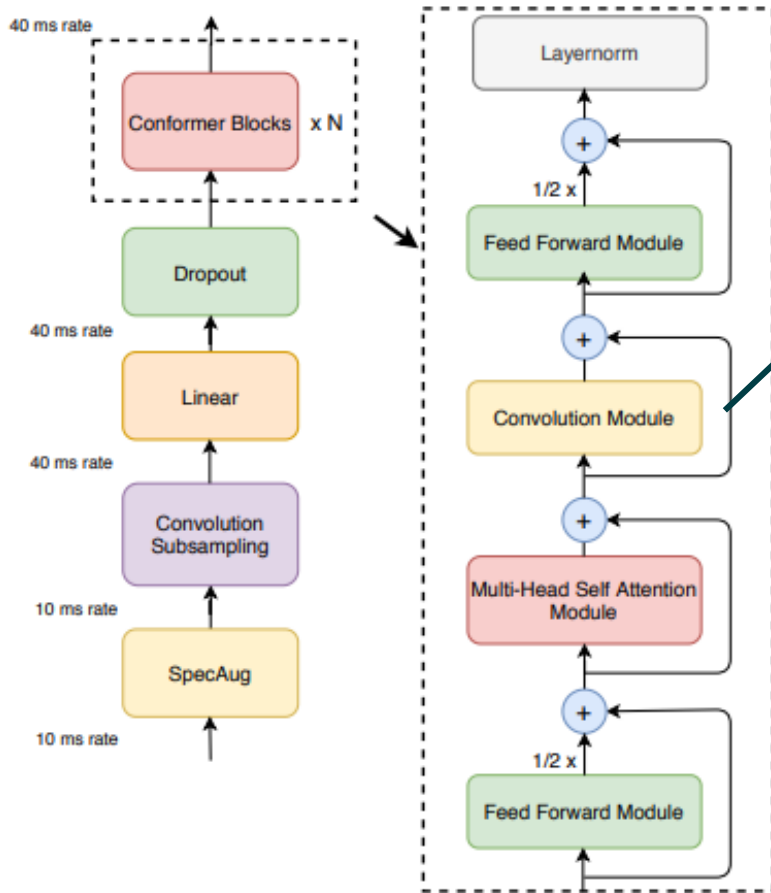 40 ms rate
Conformer Blocks
x N
Dropout
40 ms rate
Linear
40 ms rate
Convolution
Subsampling
10 ms rate
SpecAug
10 ms rate
Layernorm
+
1/2 x
Feed Forward Module
+
Convolution Module
+
Multi-Head Self Attention
Module
+
1/2 x
Feed Forward Module